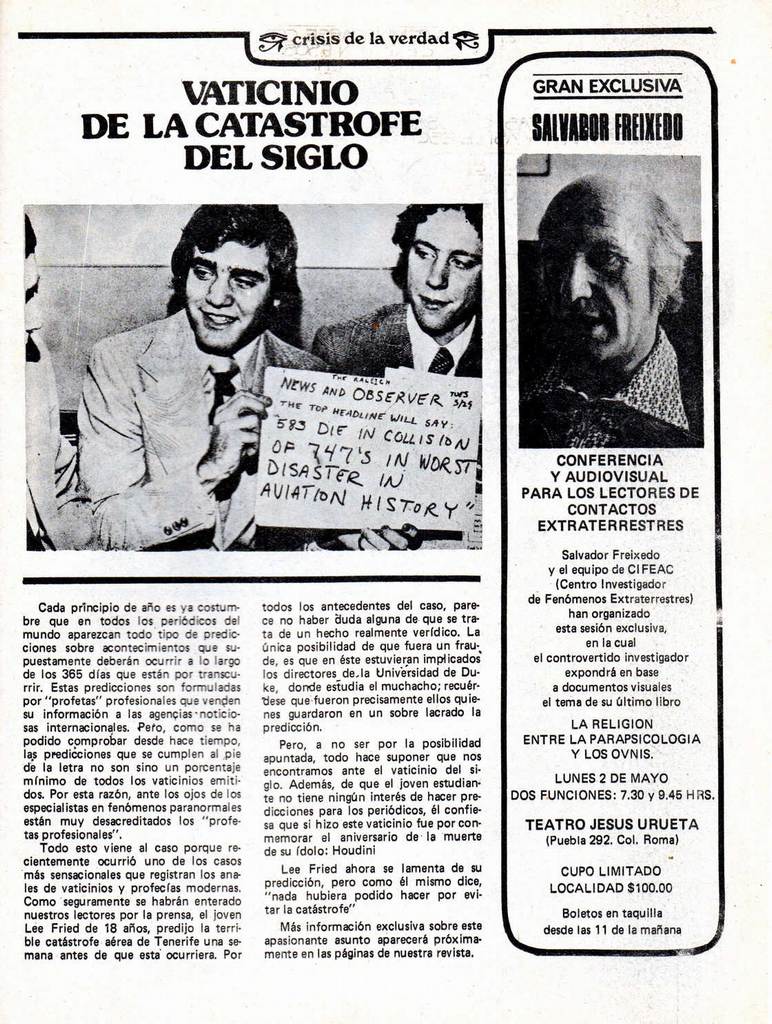 crisis de la verdad
VATICINIO
DE LA CATASTROFE
DEL SIGLO
THE RALEIGH
NEWS AND OBSERVER TUES
3/29
THE TOP HEADLINE WILL SAY:
"583 DIE IN COLLISION
OF 747'S IN WORST
DISASTER IN
AVIATION HISTORY"
Cada principio de año es ya costum-
bre que en todos los periódicos del
mundo aparezcan todo tipo de predic-
ciones sobre acontecimientos que su-
puestamente deberán ocurrir a lo largo
de los 365 días que están por transcu-
rrir. Estas predicciones son formuladas
por "profetas" profesionales que venden
su información a las agencias noticio-
sas internacionales. Pero, como se ha
podido comprobar desde hace tiempo,
las predicciones que se cumplen al pie
de la letra no son sino un porcentaje
mínimo de todos los vaticinios emiti-
dos. Por esta razón, ante los ojos de los
especialistas en fenómenos paranormales
están muy desacreditados los "profe-
tas profesionales".
Todo esto viene al caso porque re-
cientemente ocurrió uno de los casos
más sensacionales que registran los ana-
les de vaticinios y profecías modernas.
Como seguramente se habrán enterado
nuestros lectores por la prensa, el joven
Lee Fried de 18 años, predijo la terri-
ble catástrofe aérea de Tenerife una se-
mana antes de que esta ocurriera. Por
todos los antecedentes del caso, pare-
ce no haber duda alguna de que se tra-
ta de un hecho realmente verídico. La
única posibilidad de que fuera un frau-
de, es que en éste estuvieran implicados
los directores de la Universidad de Du-
ke, donde estudia el muchacho; recuér-
dese que fueron precisamente ellos quie-
nes guardaron en un sobre lacrado la
predicción.
Pero, a no ser por la posibilidad
apuntada, todo hace suponer que nos
encontramos ante el vaticinio del si-
glo. Además, de que el joven estudian-
te no tiene ningún interés de hacer pre-
dicciones para los periódicos, él confie-
sa que si hizo este vaticinio fue por con-
memorar el aniversario de la muerte
de su ídolo: Houdini
Lee Fried ahora se lamenta de su
predicción, pero como él mismo dice,
"nada hubiera podido hacer por evi-
tar la catástrofe"
Más información exclusiva sobre este
apasionante asunto aparecerá próxima-
mente en las páginas de nuestra revista.
GRAN EXCLUSIVA
SALVADOR FREIXEDO
CONFERENCIA
Y AUDIOVISUAL
PARA LOS LECTORES DE
CONTACTOS
EXTRATERRESTRES
Salvador Freixedo
y el equipo de CIFEAC
(Centro Investigador
de Fenómenos Extraterrestres)
han organizado
esta sesión exclusiva,
en la cual
el controvertido investigador
expondrá en base
a documentos visuales
el tema de su último libro
LA RELIGION
ENTRE LA PARAPSICOLOGIA
Y LOS OVNIS.
LUNES 2 DE MAYO
DOS FUNCIONES: 7.30 y 9.45 HRS.
TEATRO JESUS URUETA
(Puebla 292. Col. Roma)
CUPO LIMITADO
LOCALIDAD $100.00
Boletos en taquilla
desde las 11 de la mañana